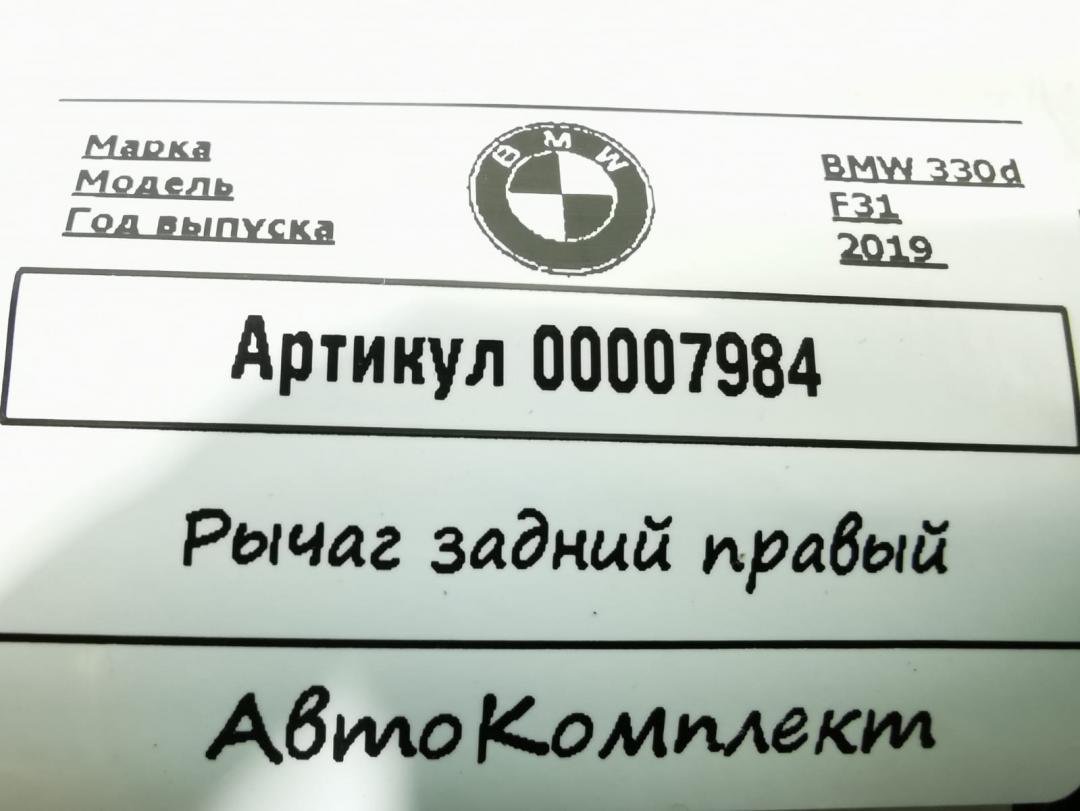 Марка BMW 330d
Модель F31
Год выпуска 2019
BMW
Артикул 00007984
Рычаг задний правый
АвтоКомплект